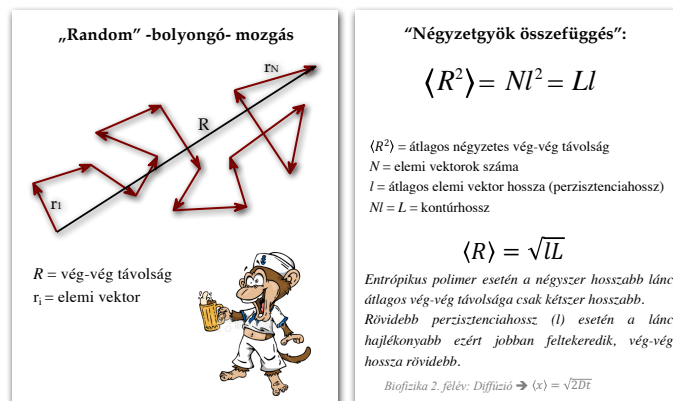 „Random” -bolyongó- mozgás
r_N
R
r_1
R = vég-vég távolság
r_i = elemi vektor
“Négyzetgyök összefüggés”:
⟨R²⟩ = Nl² = Ll
⟨R²⟩ = átlagos négyzetes vég-vég távolság
N = elemi vektorok száma
l = átlagos elemi vektor hossza (perzisztenciahossz)
Nl = L = kontúrhossz
⟨R⟩ = √lL
Entrópikus polimer esetén a négyszer hosszabb lánc
átlagos vég-vég távolsága csak kétszer hosszabb.
Rövidebb perzisztenciahossz (l) esetén a lánc
hajlékonyabb ezért jobban feltekeredik, vég-vég
hossza rövidebb.
Biofizika 2. félév: Diffúzió ➔ ⟨x⟩ = √2Dt